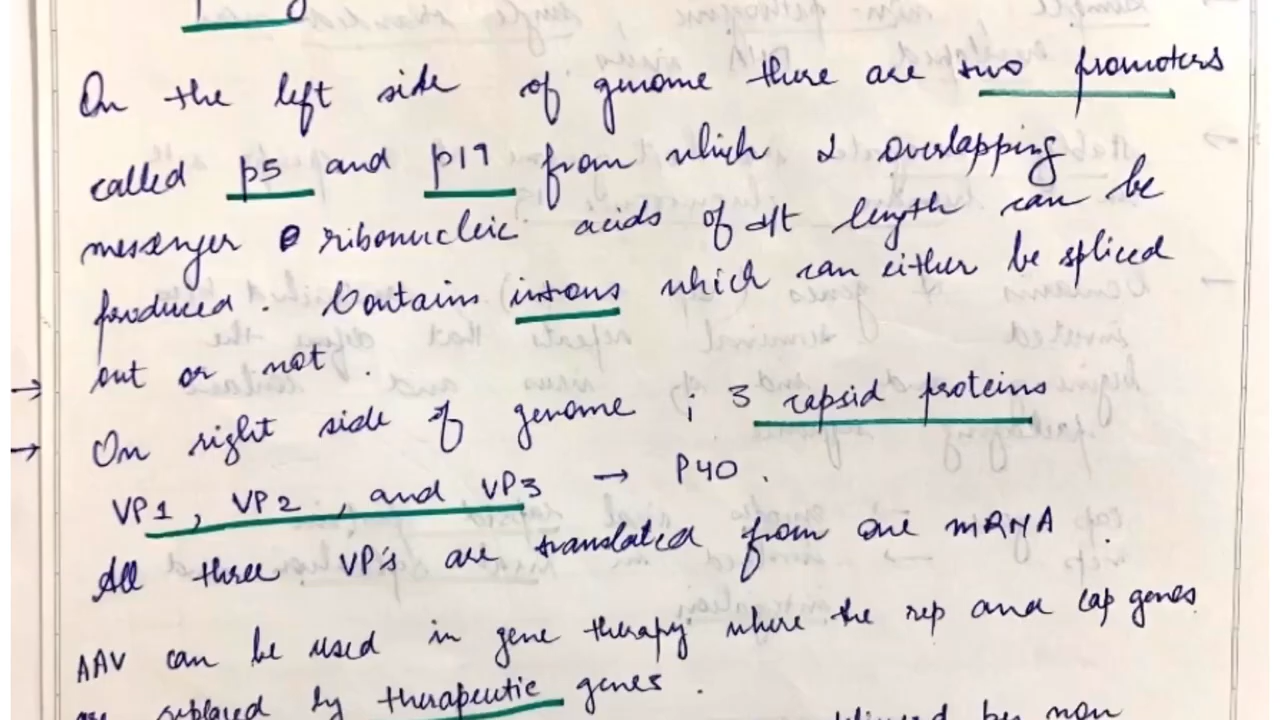 On the left side of genome there are two promoters
called p5 and p19 from which 2 overlapping
messenger ribonucleic acids of d/t length can be
produced. Contains introns which can either be spliced
out or not.
→ On right side of genome ; 3 capsid proteins
→ VP1, VP2, and VP3 → P40.
All three VP's are translated from one mRNA.
AAV can be used in gene therapy where the rep and cap genes
are replaced by therapeutic genes.
by non